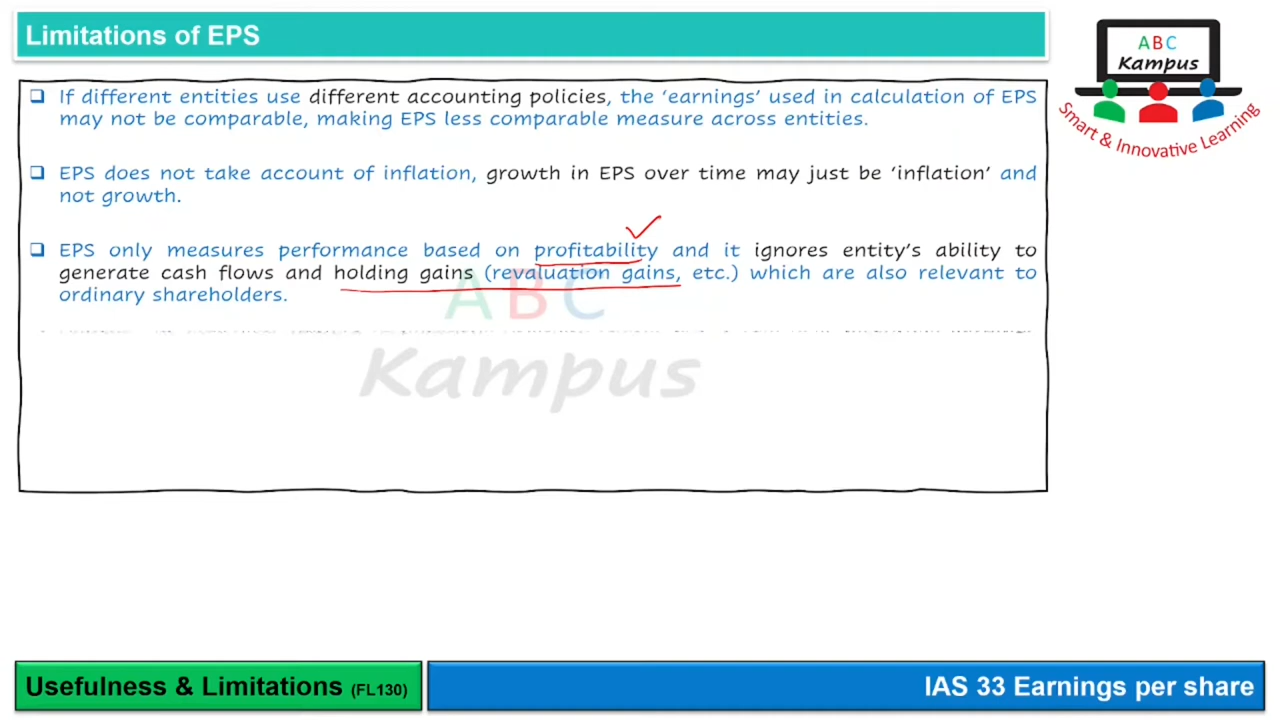 Limitations of EPS
ABC
Kampus
Smart & Innovative Learning
❑ If different entities use different accounting policies, the ‘earnings’ used in calculation of EPS
may not be comparable, making EPS less comparable measure across entities.
❑ EPS does not take account of inflation, growth in EPS over time may just be ‘inflation’ and
not growth.
❑ EPS only measures performance based on profitability and it ignores entity’s ability to
generate cash flows and holding gains (revaluation gains, etc.) which are also relevant to
ordinary shareholders.
ABC
Kampus
Usefulness & Limitations (FL130)
IAS 33 Earnings per share